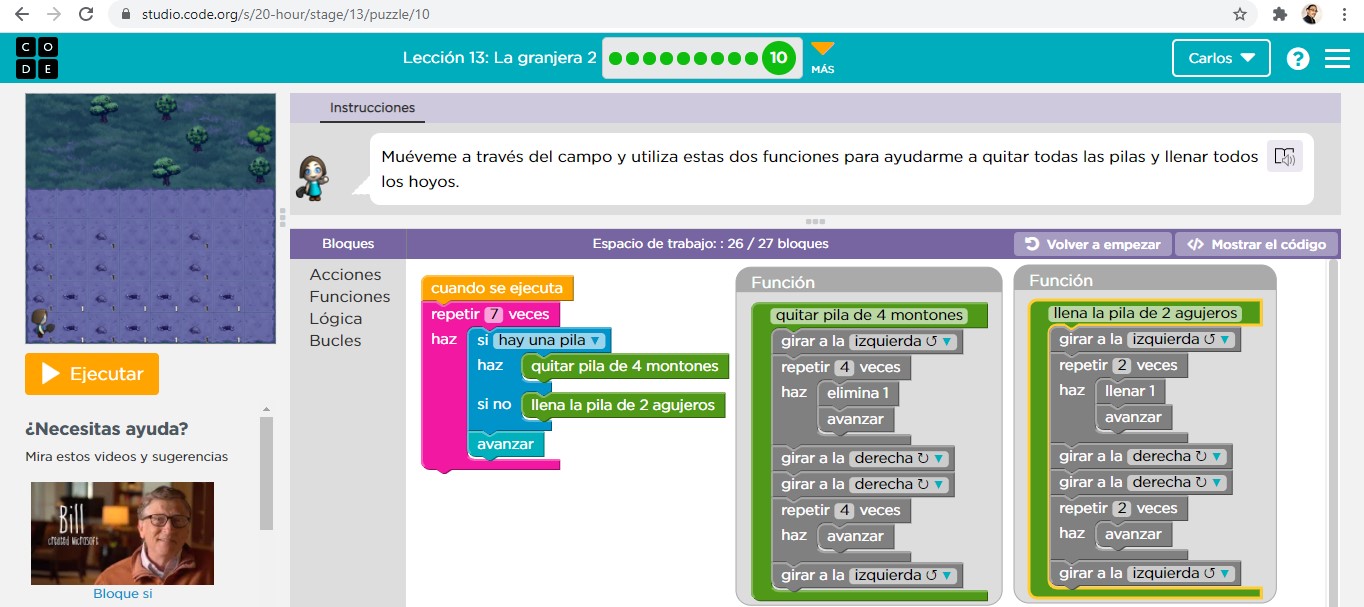 studio.code.org/s/20-hour/stage/13/puzzle/10
C O
D E
Lección 13: La granjera 2
10
MÁS
Carlos
?
Instrucciones
Muéveme a través del campo y utiliza estas dos funciones para ayudarme a quitar todas las pilas y llenar todos
los hoyos.
Bloques
Espacio de trabajo: : 26 / 27 bloques
Volver a empezar
</> Mostrar el código
Acciones
Funciones
Lógica
Bucles
cuando se ejecuta
repetir 7 veces
haz
si hay una pila
haz
quitar pila de 4 montones
si no
llena la pila de 2 agujeros
avanzar
Función
quitar pila de 4 montones
girar a la izquierda ↺
repetir 4 veces
haz
elimina 1
avanzar
girar a la derecha ↻
girar a la derecha ↻
repetir 4 veces
haz
avanzar
girar a la izquierda ↺
Función
llena la pila de 2 agujeros
girar a la izquierda ↺
repetir 2 veces
haz
llenar 1
avanzar
girar a la derecha ↻
girar a la derecha ↻
repetir 2 veces
haz
avanzar
girar a la izquierda ↺
Ejecutar
¿Necesitas ayuda?
Mira estos videos y sugerencias
Bill
created Microsoft
Bloque si